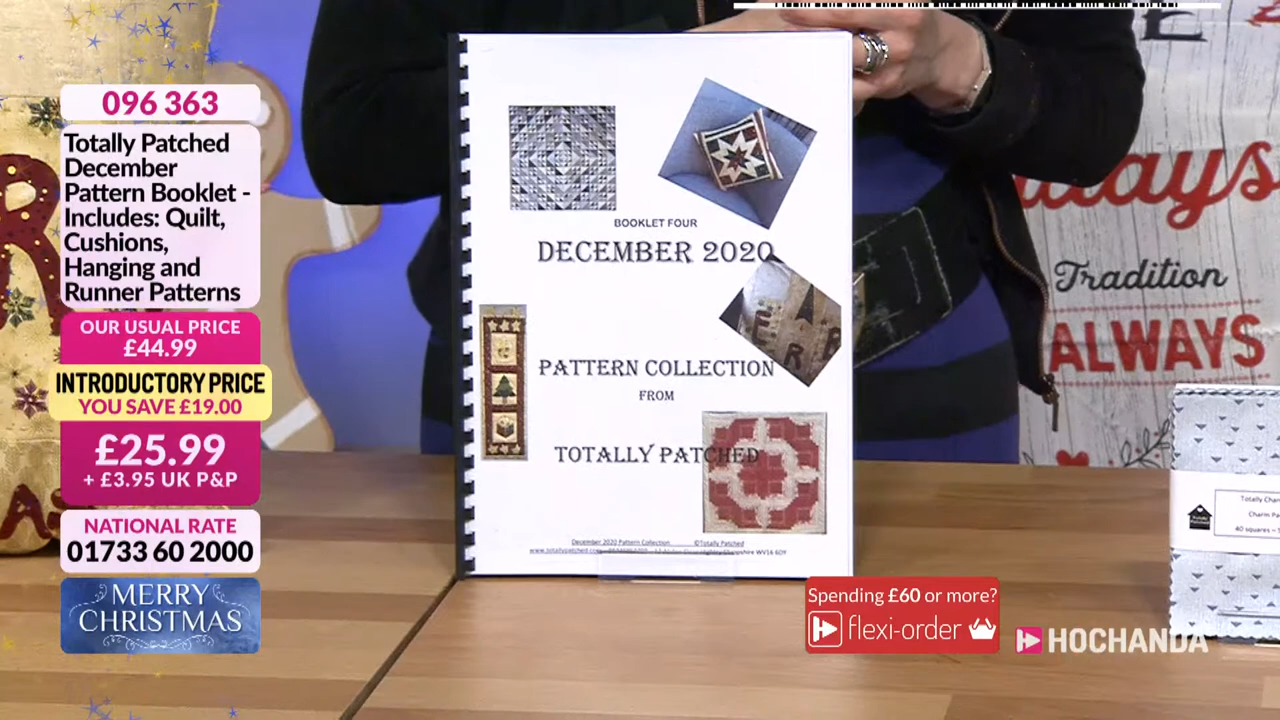 096 363
Totally Patched
December
Pattern Booklet -
Includes: Quilt,
Cushions,
Hanging and
Runner Patterns
OUR USUAL PRICE
£44.99
INTRODUCTORY PRICE
YOU SAVE £19.00
£25.99
+ £3.95 UK P&P
NATIONAL RATE
01733 60 2000
MERRY
CHRISTMAS
BOOKLET FOUR
DECEMBER 2020
PATTERN COLLECTION
FROM
TOTALLY PATCHED
December 2020 Pattern Collection ©Totally Patched
Tradition
ALWAYS
40 squares
Spending £60 or more?
flexi-order
HOCHANDA